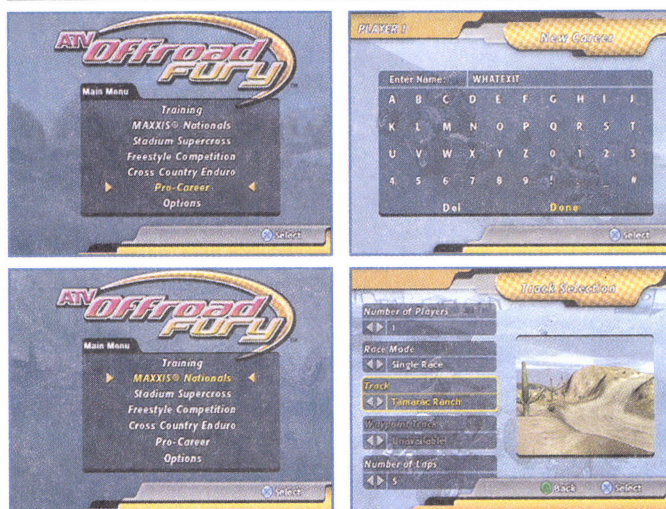 ATV
Offroad
Fury
™
Main Menu
Training
MAXXIS® Nationals
Stadium Supercross
Freestyle Competition
Cross Country Enduro
Pro-Career
Options
Select
PLAYER 1
New Career
Enter Name: WHATEXIT
A B C D E F G H I J
K L M N O P Q R S T
U V W X Y Z 0 1 2 3
4 5 6 7 8 9 ! #
Del Done
Select
ATV
Offroad
Fury
™
Main Menu
Training
MAXXIS® Nationals
Stadium Supercross
Freestyle Competition
Cross Country Enduro
Pro-Career
Options
Select
Track Selection
Number of Players
1
Race Mode
Single Race
Track
Tamarac Ranch
Waypoint Track
Unavailable
Number of Laps
5
Back Select